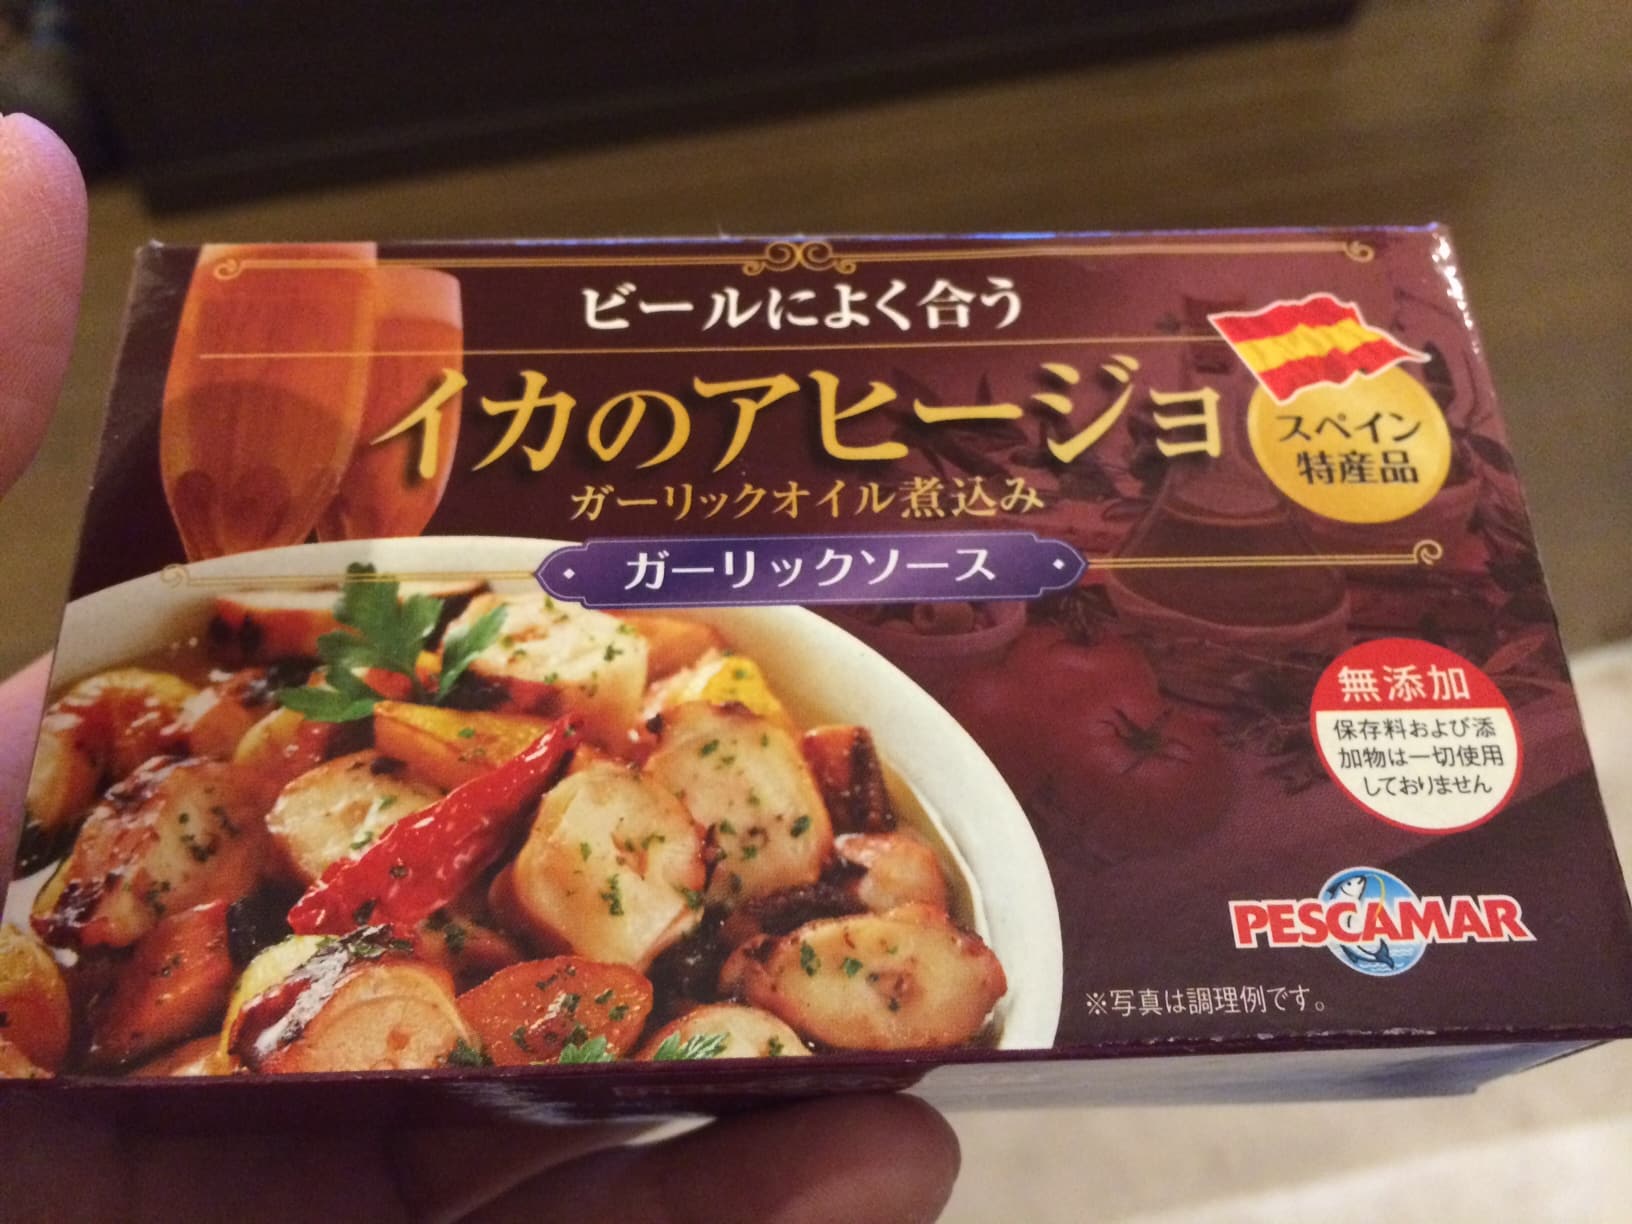 ビールによく合う
イカのアヒージョ
ガーリックオイル煮込み
ガーリックソース
スペイン
特産品
無添加
保存料および添
加物は一切使用
しておりません
PESCAMAR
※写真は調理例です。